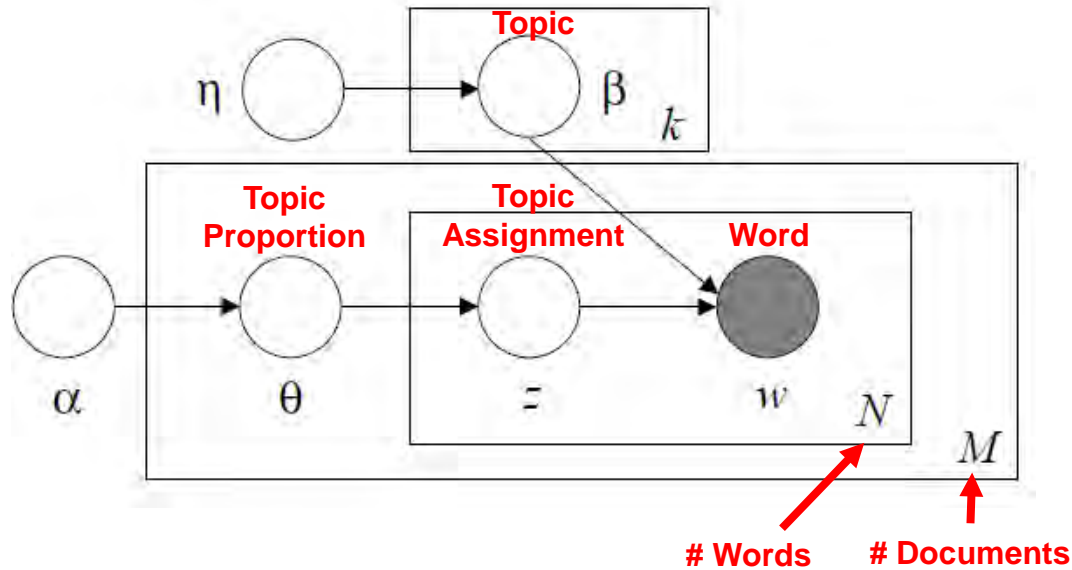 Topic
η
β
k
Topic
Proportion
Topic
Assignment
Word
α
θ
z
w
N
M
# Words
# Documents